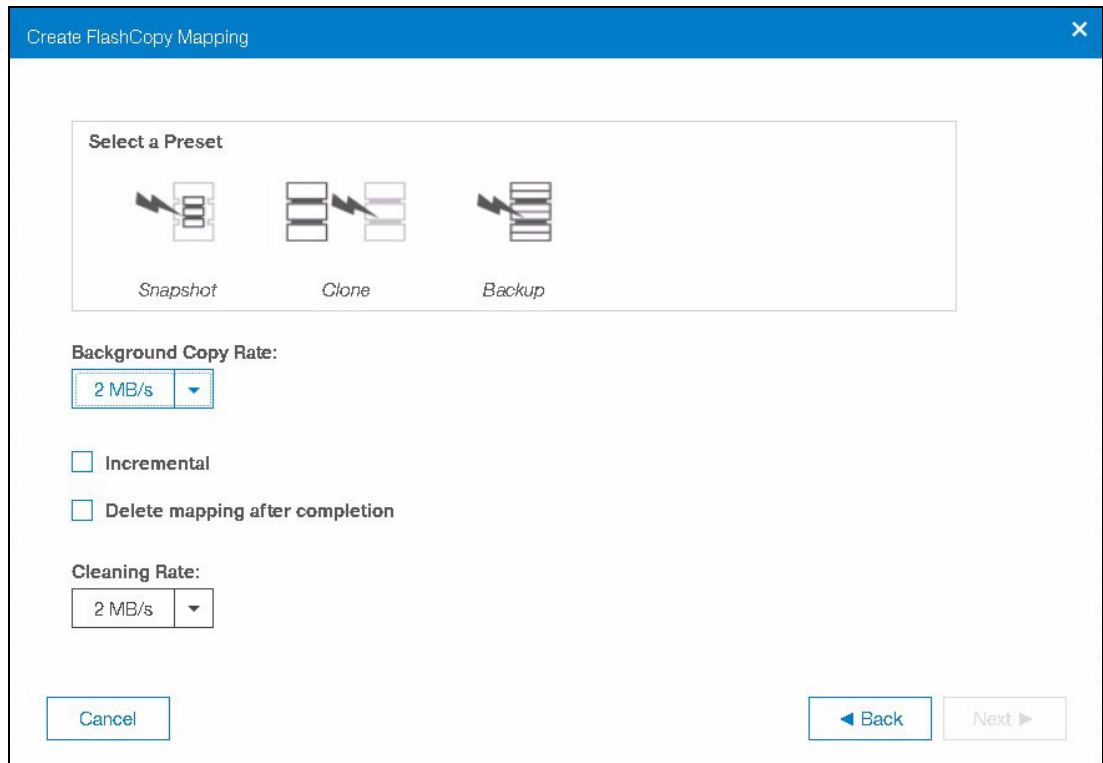 Create FlashCopy Mapping
Select a Preset
Snapshot Clone Backup
Background Copy Rate:
2 MB/s
Incremental
Delete mapping after completion
Cleaning Rate:
2 MB/s
Cancel Back Next